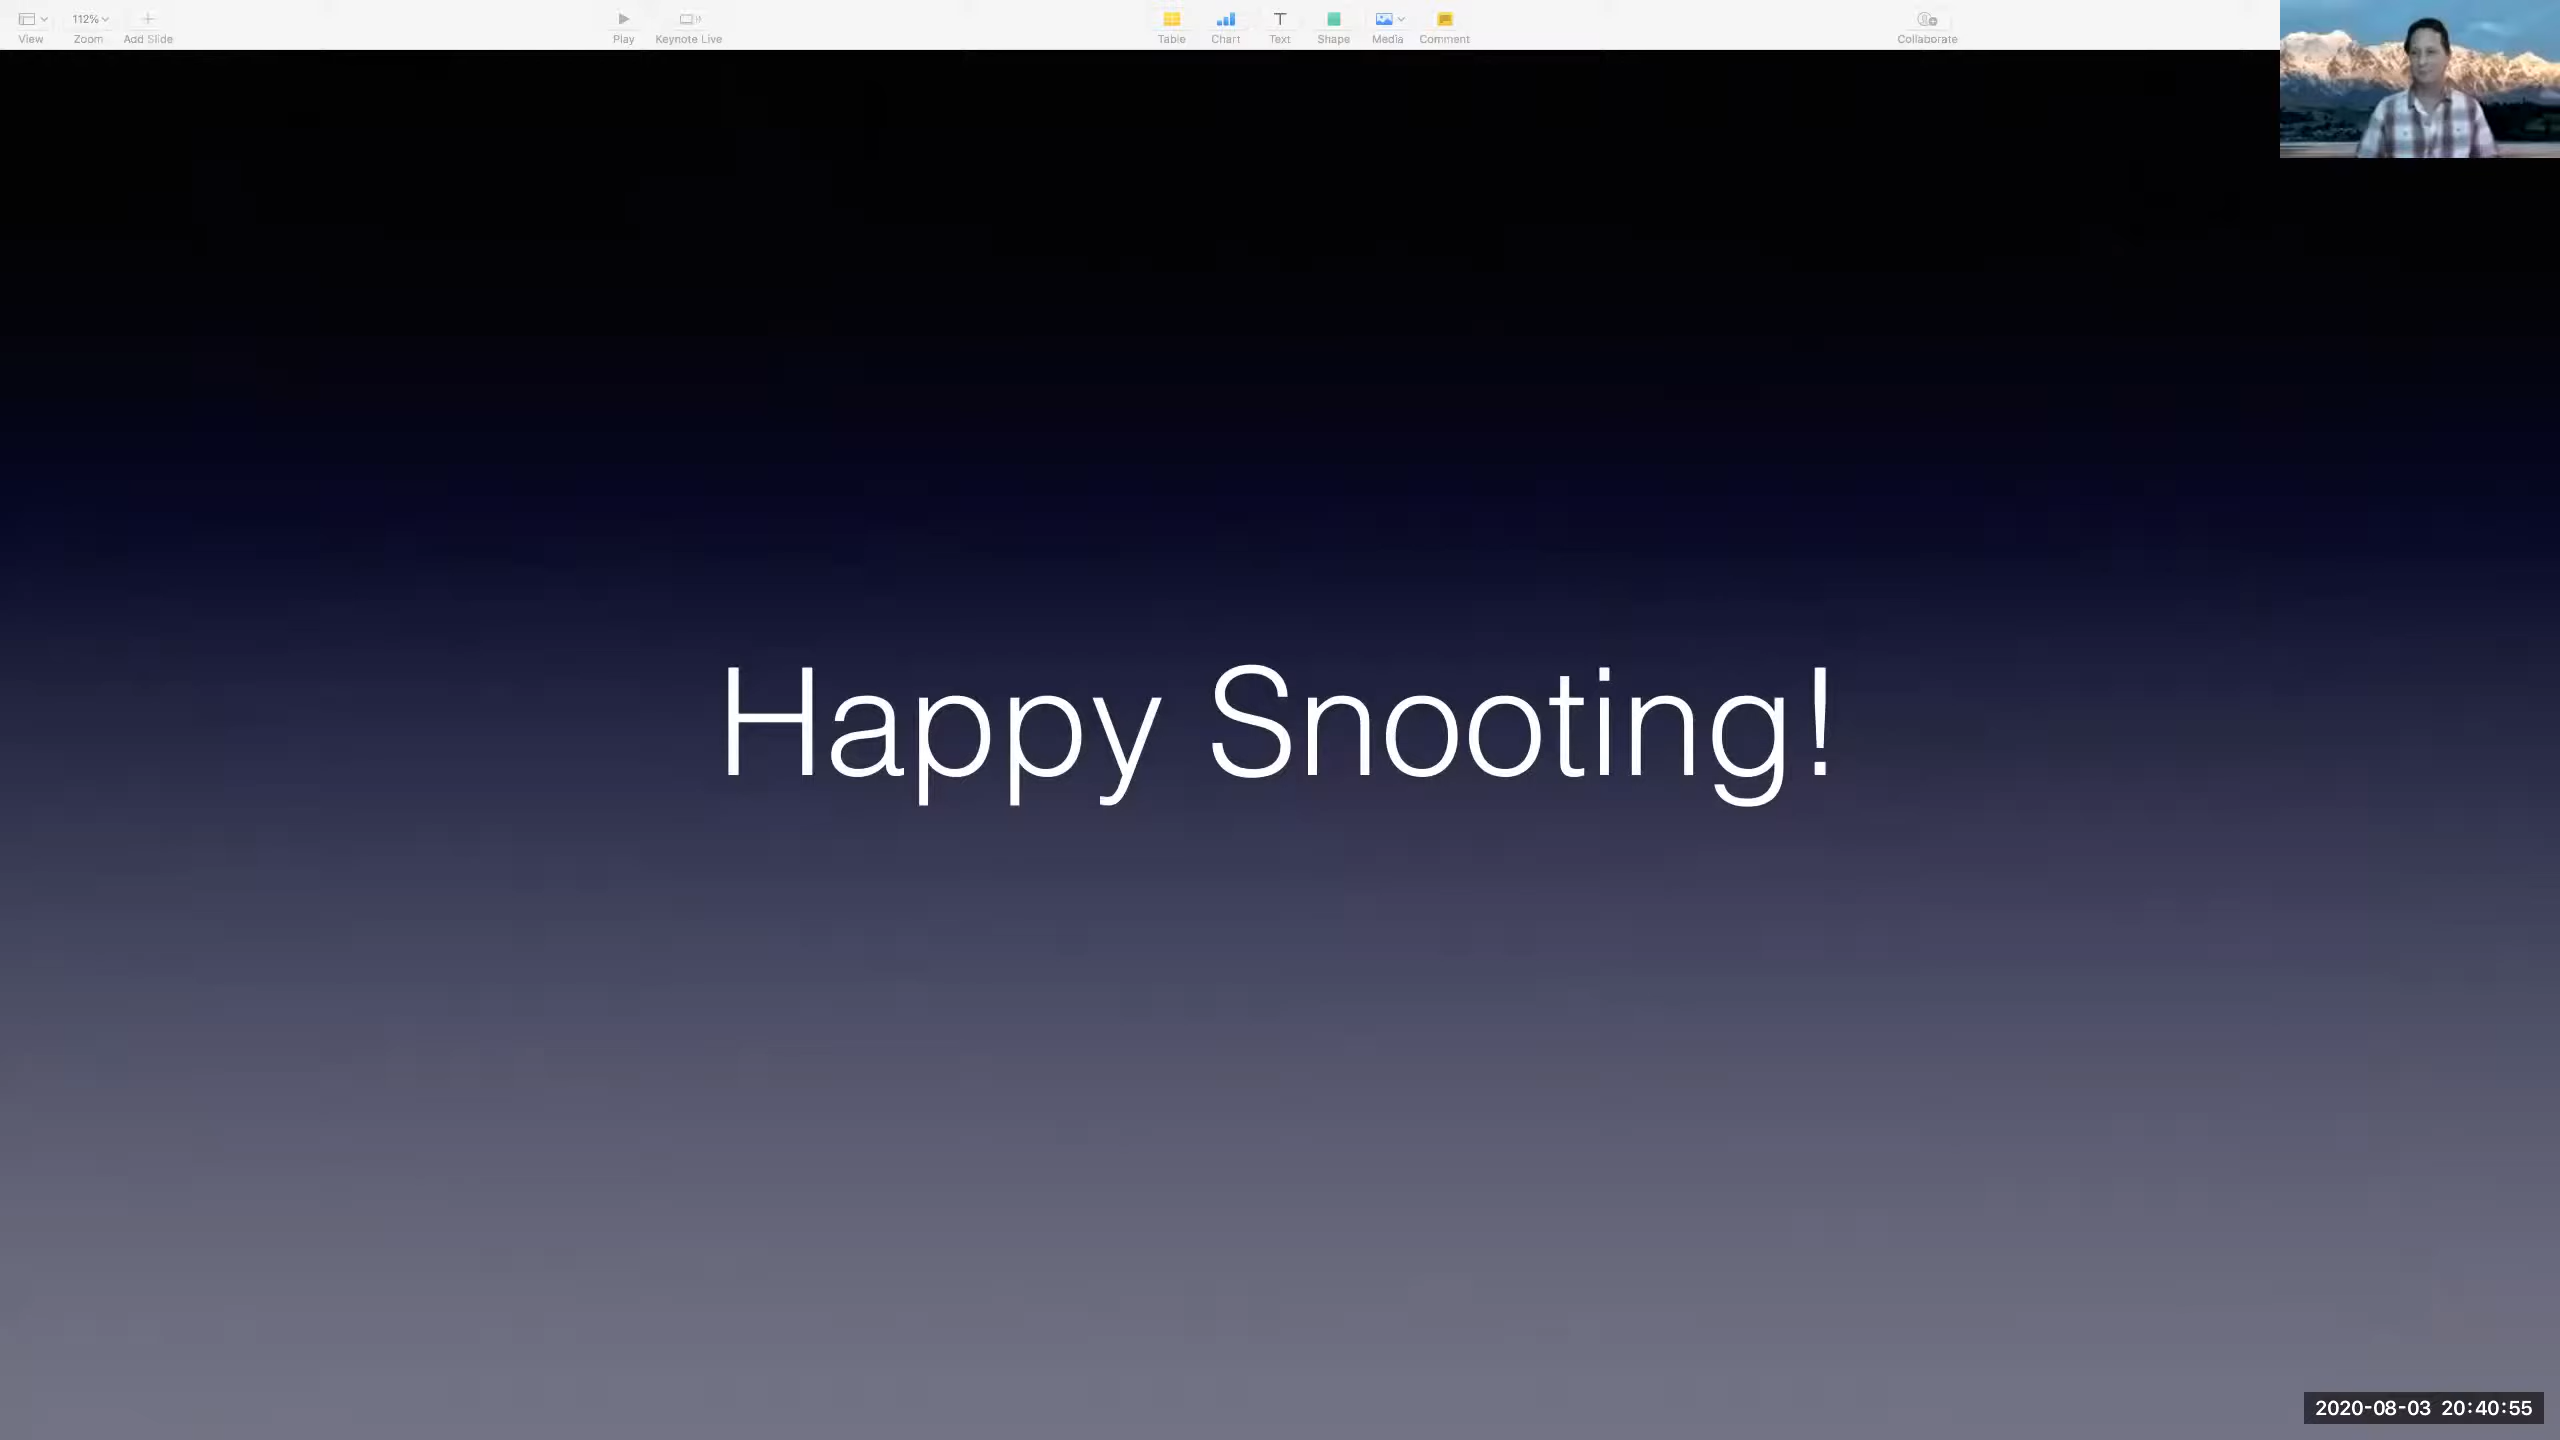 112%
View Zoom Add Slide Play Keynote Live Table Chart Text Shape Media Comment Collaborate
Happy Snooting!
2020-08-03 20:40:55